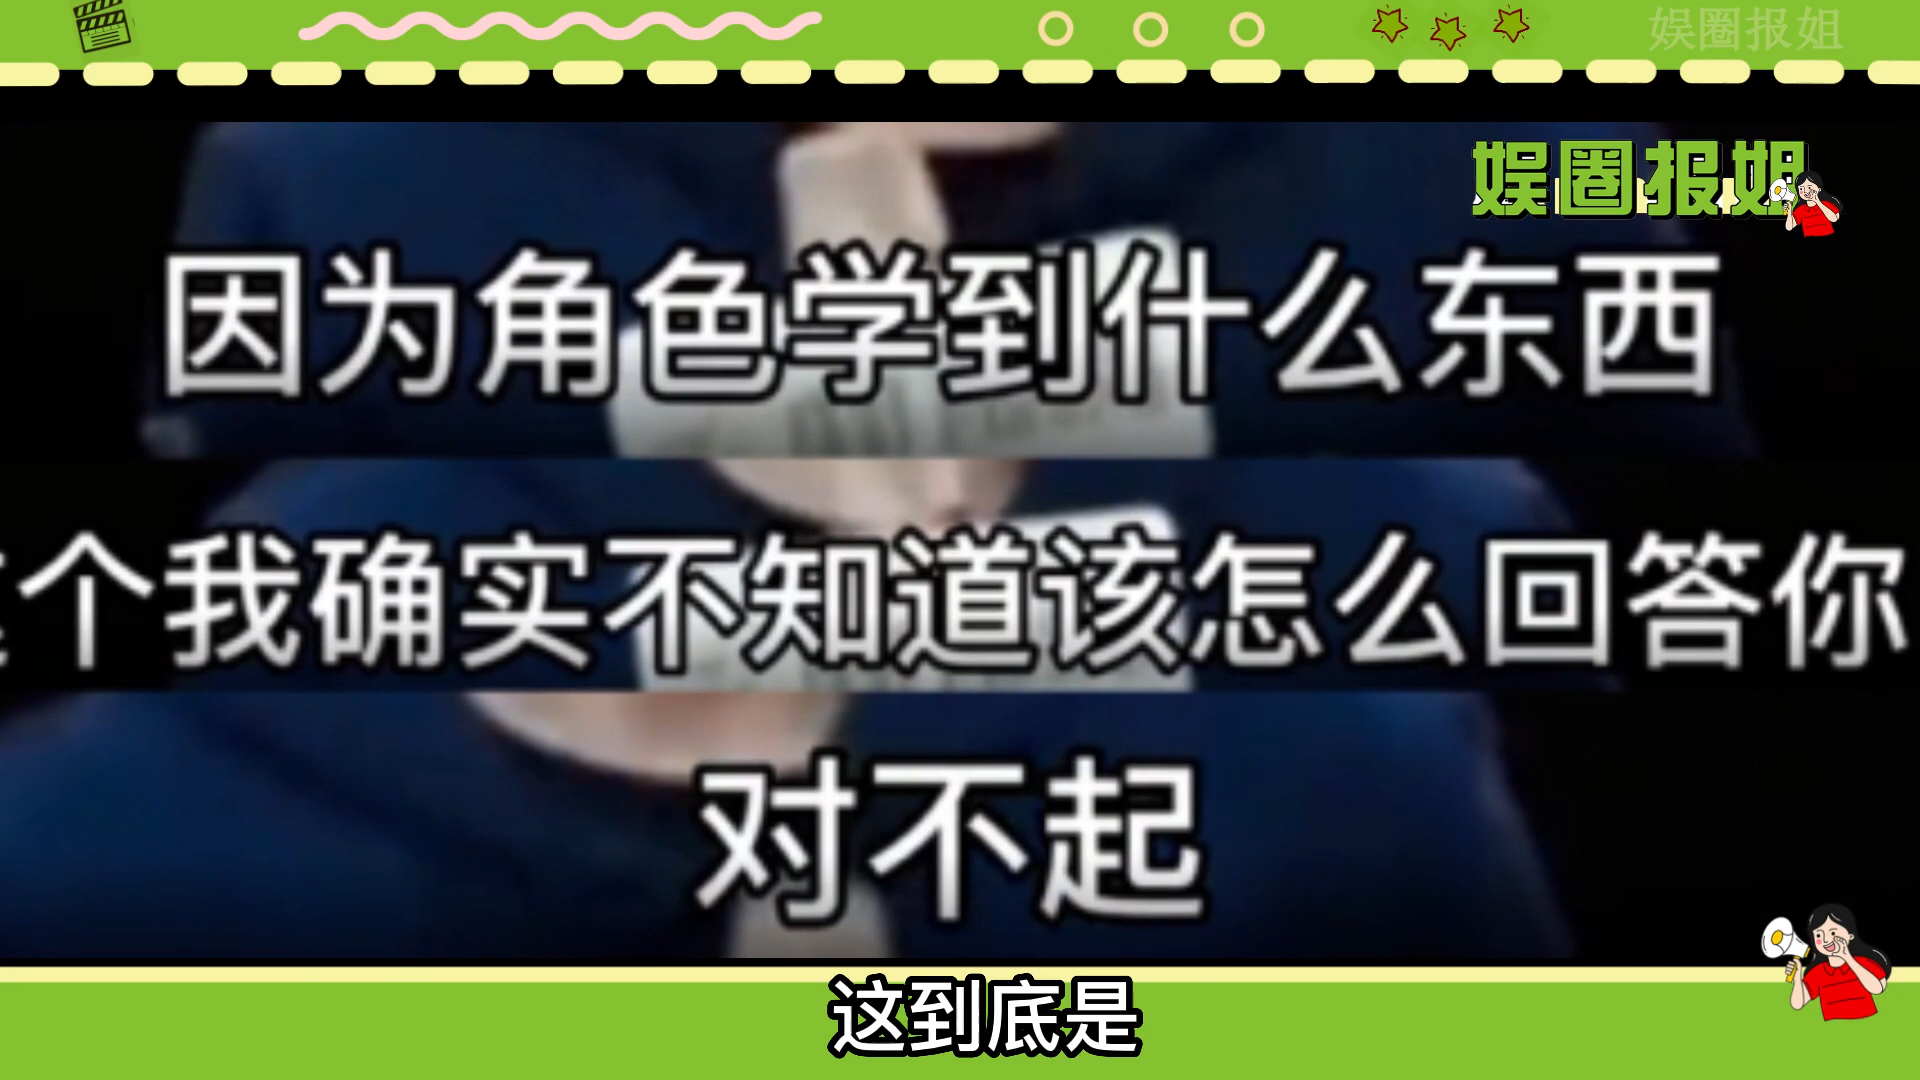 娱圈报姐
娱圈报姐
因为角色学到什么东西
个我确实不知道该怎么回答你
对不起
这到底是